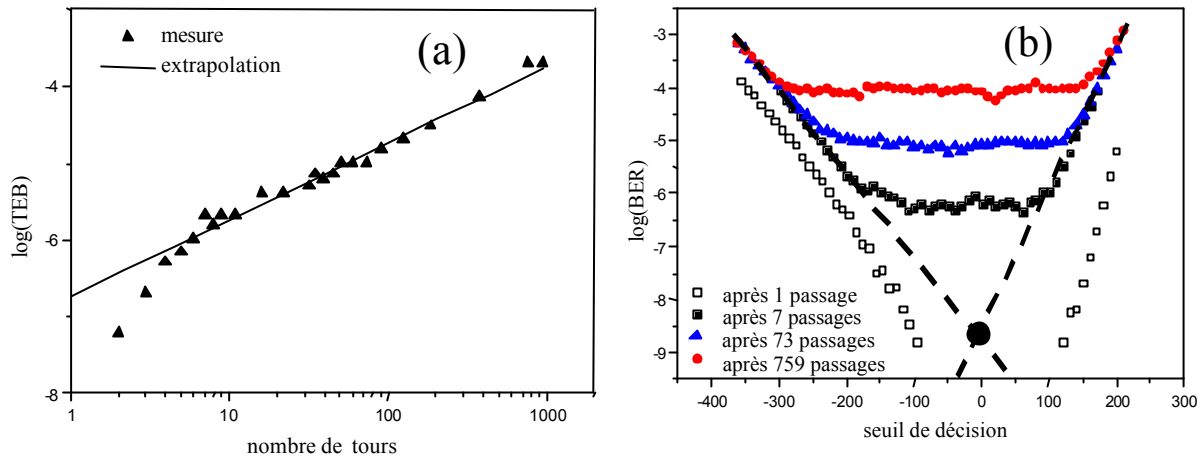 (a)
mesure
extrapolation
-4
-6
-8
log(TEB)
1
10
100
1000
nombre de tours
(b)
-3
-4
-5
-6
-7
-8
-9
log(BER)
après 1 passage
après 7 passages
après 73 passages
après 759 passages
-400
-300
-200
-100
0
100
200
300
seuil de décision